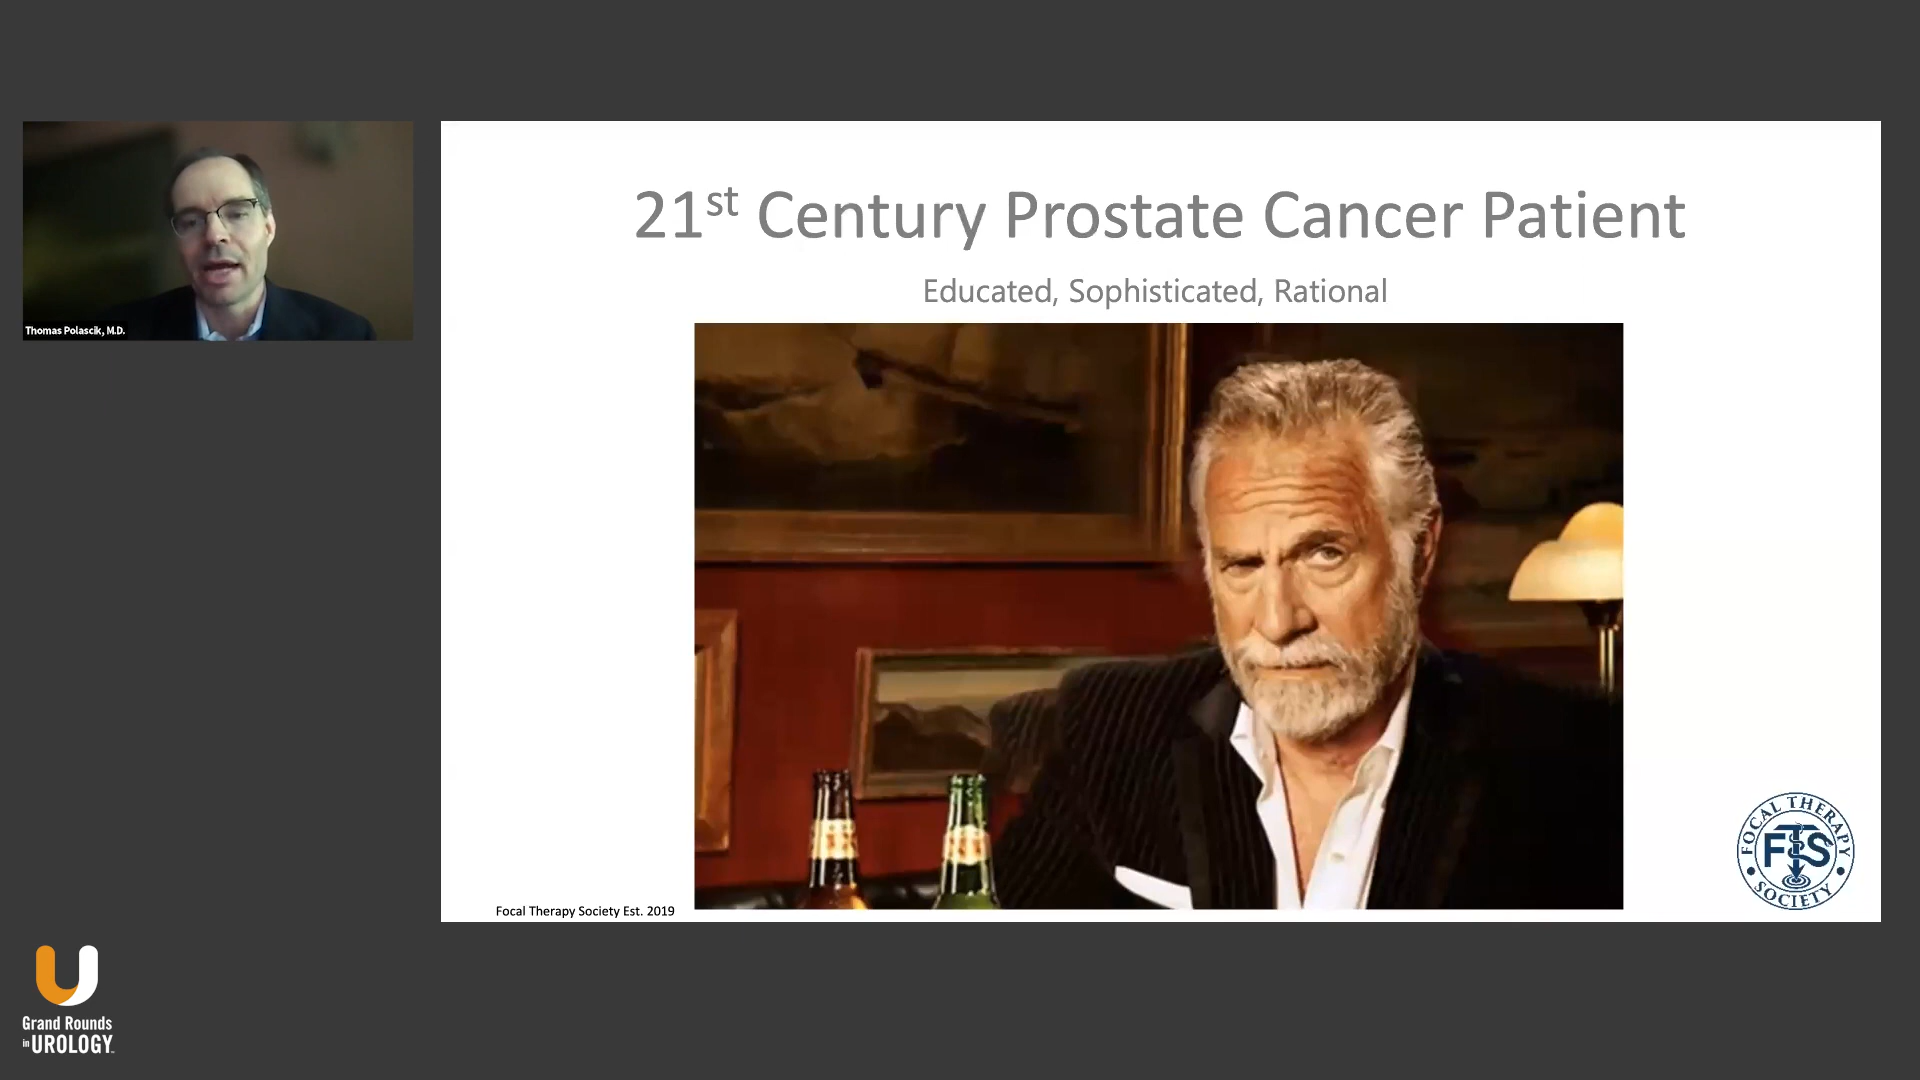 Thomas Polascik, M.D.
21st Century Prostate Cancer Patient
Educated, Sophisticated, Rational
Focal Therapy Society Est. 2019
FOCAL THERAPY
FTS
SOCIETY
Grand Rounds
in UROLOGY